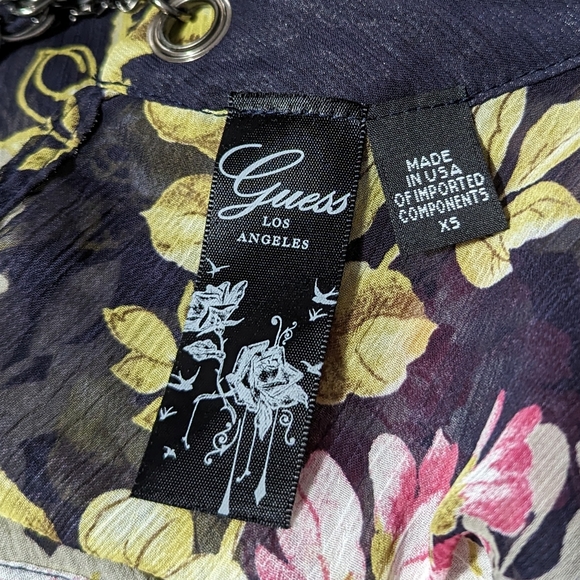 Guess
LOS
ANGELES
MADE
IN USA
OF IMPORTED
COMPONENTS
XS